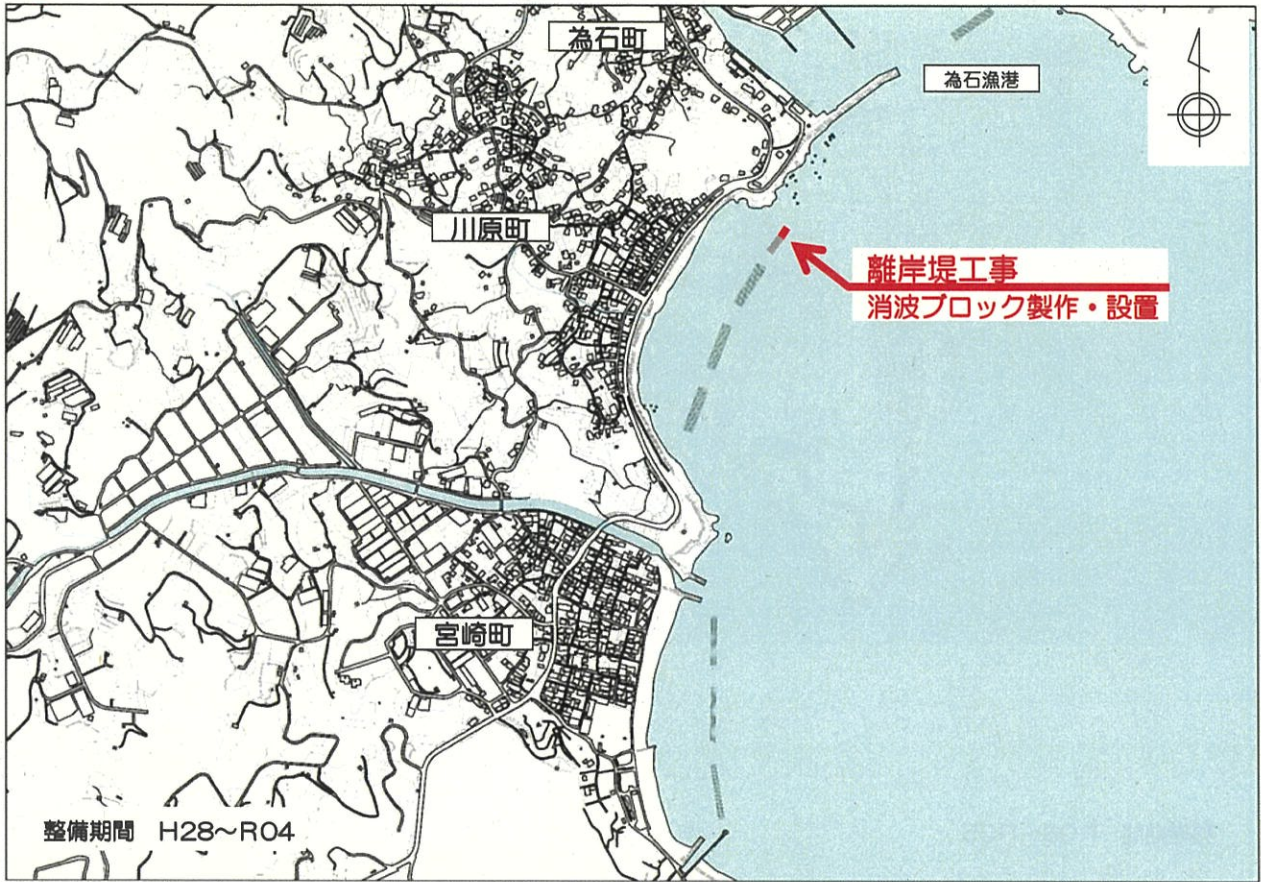 為石町
為石漁港
川原町
離岸堤工事
消波ブロック製作・設置
宮崎町
整備期間 H28~R04